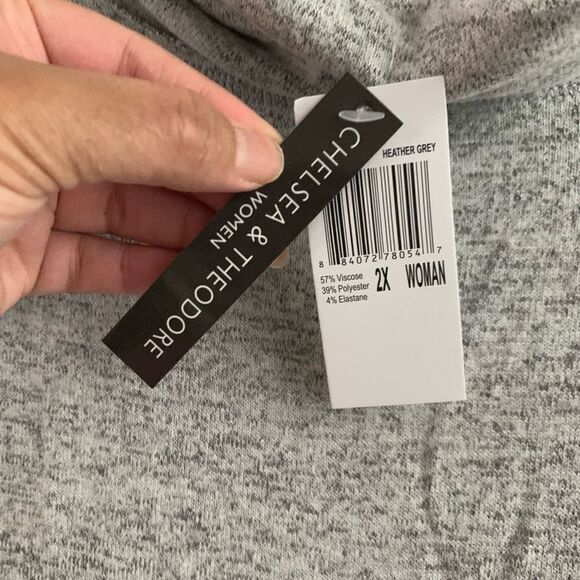 CHELSEA & THEODORE
WOMEN
HEATHER GREY
8 84072 78054 7
57% Viscose
39% Polyester
4% Elastane
2X WOMAN